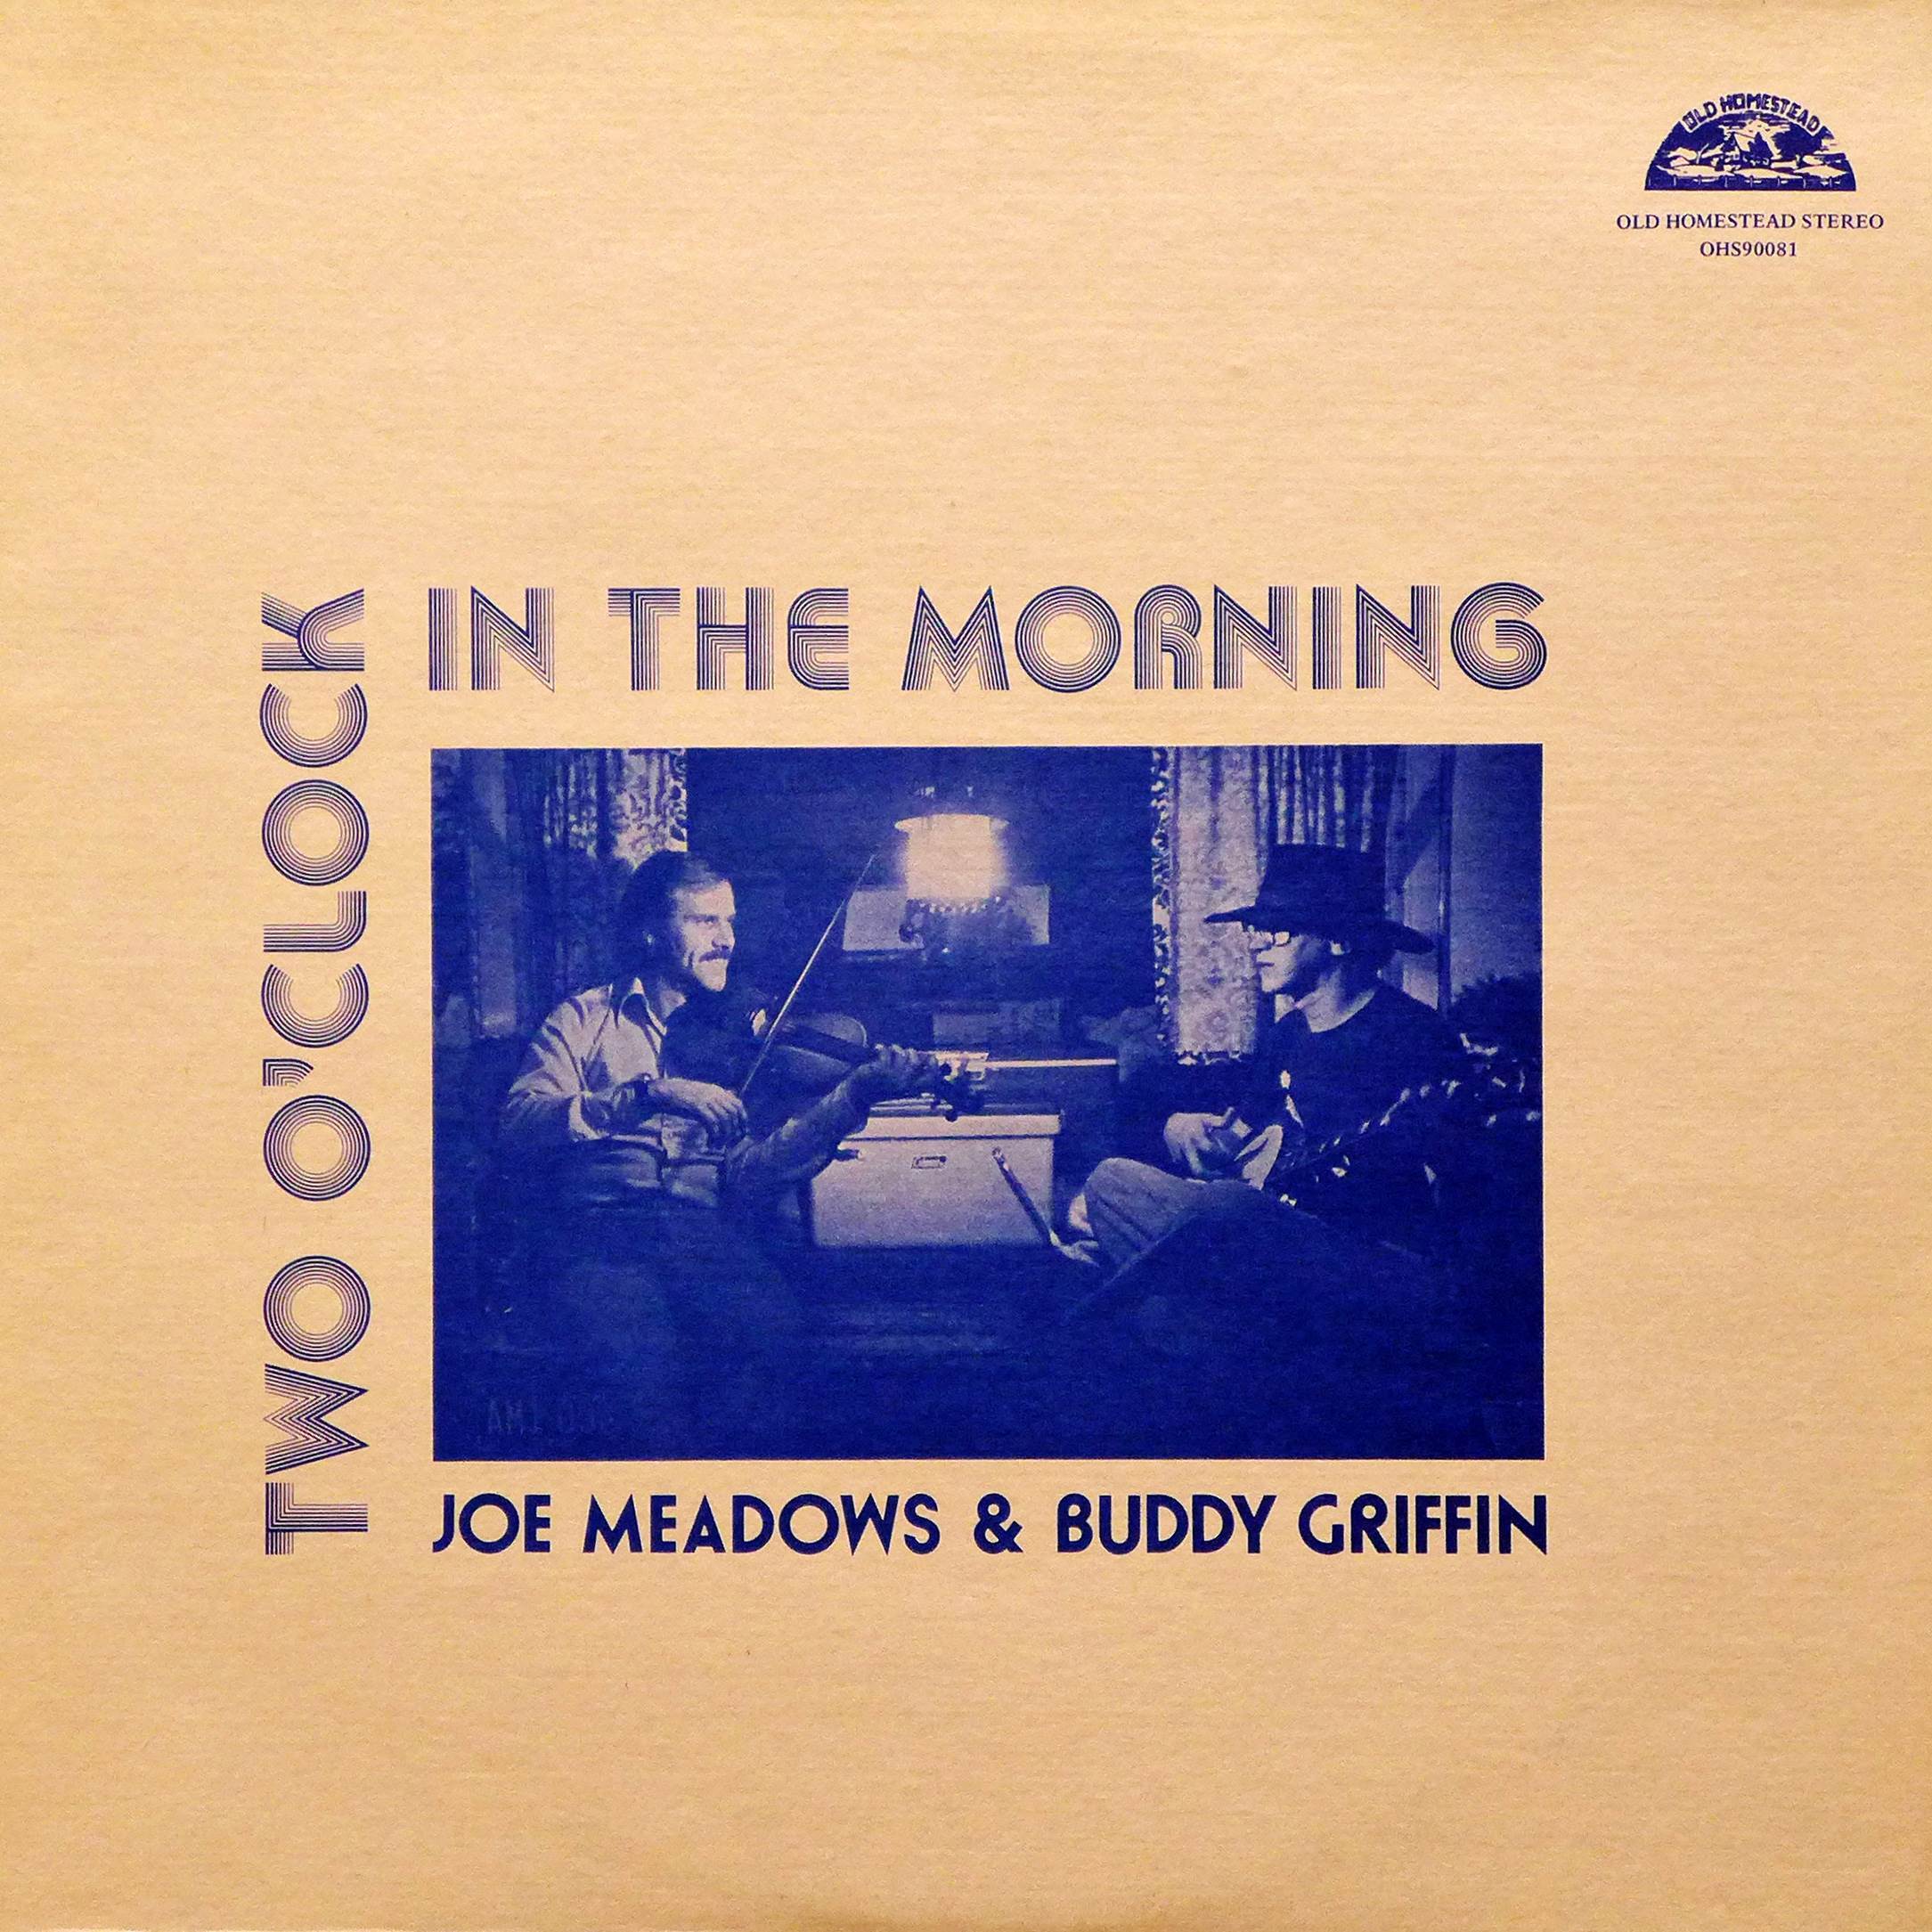 OLD HOMESTEAD
OLD HOMESTEAD STEREO
OHS90081
TWO O'CLOCK
IN THE MORNING
JOE MEADOWS & BUDDY GRIFFIN